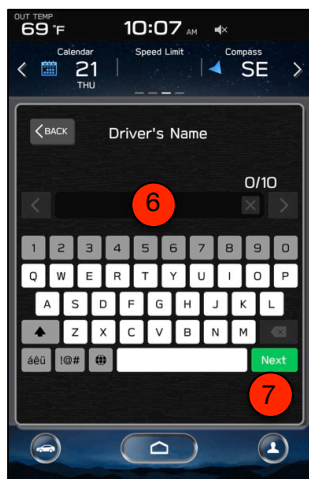 OUT TEMP
69 °F 10:07 AM
Calendar Speed Limit Compass
21 SE
THU
BACK Driver's Name
0/10
6
1 2 3 4 5 6 7 8 9 0
Q W E R T Y U I O P
A S D F G H J K L
Z X C V B N M
áêü !@# Next
7